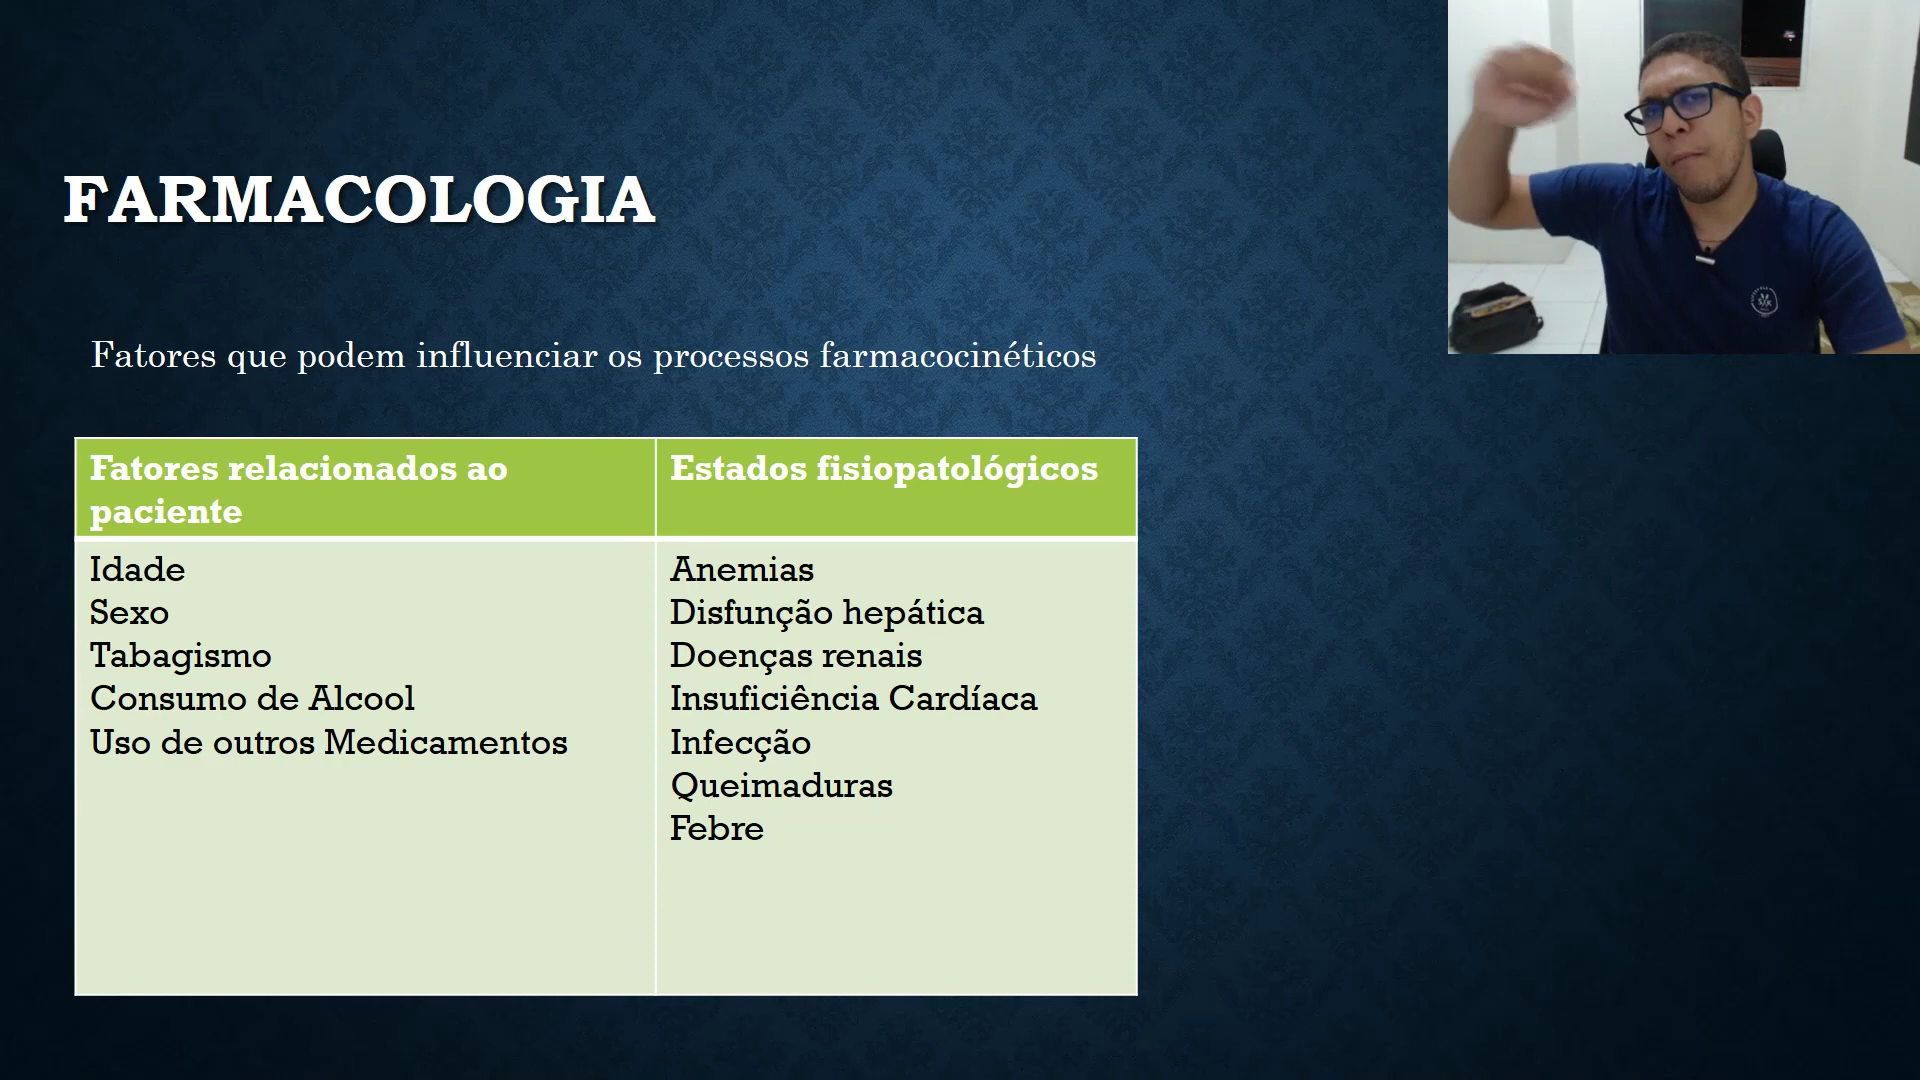 FARMACOLOGIA
Fatores que podem influenciar os processos farmacocinéticos
Fatores relacionados ao
paciente
Idade
Sexo
Tabagismo
Consumo de Alcool
Uso de outros Medicamentos
Estados fisiopatológicos
Anemias
Disfunção hepática
Doenças renais
Insuficiência Cardíaca
Infecção
Queimaduras
Febre